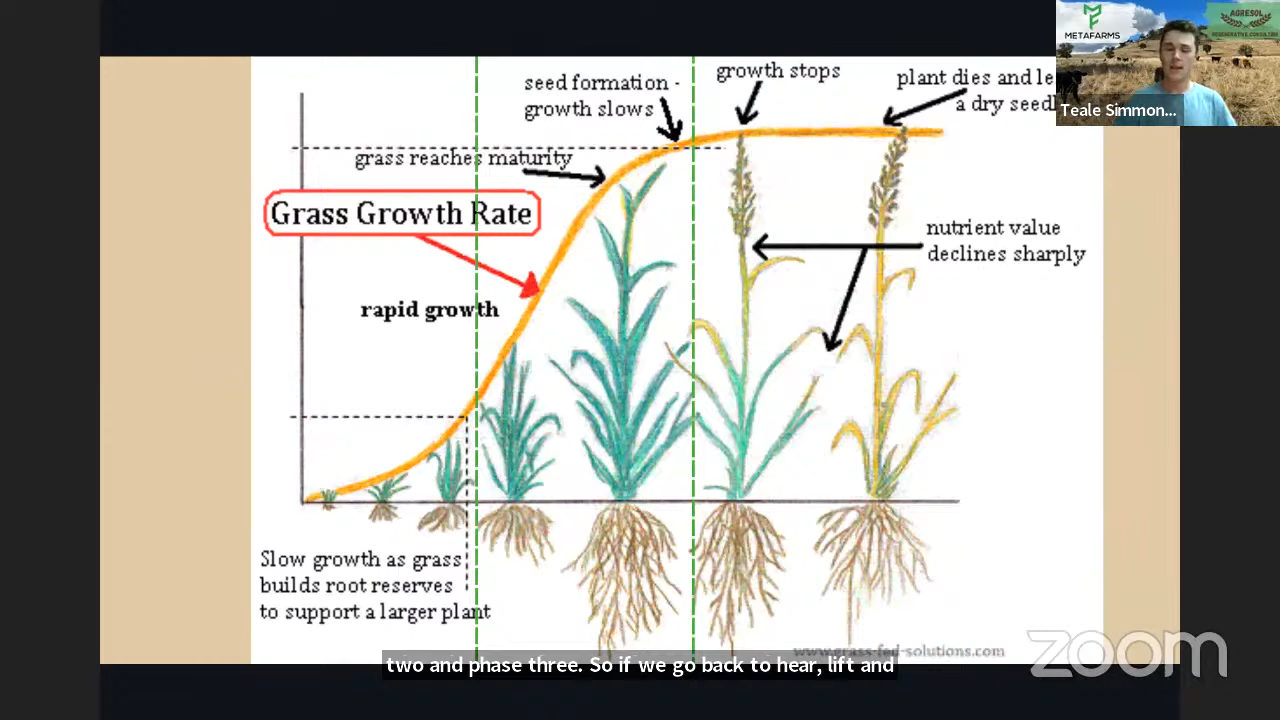 METAFARMS
AGRESOL
Teale Simmon...
seed formation -
growth slows
growth stops
plant dies and le
a dry seedl
grass reaches maturity
Grass Growth Rate
nutrient value
declines sharply
rapid growth
Slow growth as grass
builds root reserves
to support a larger plant
www.grass-fed-solutions.com
two and phase three. So if we go back to hear, lift and
zoom